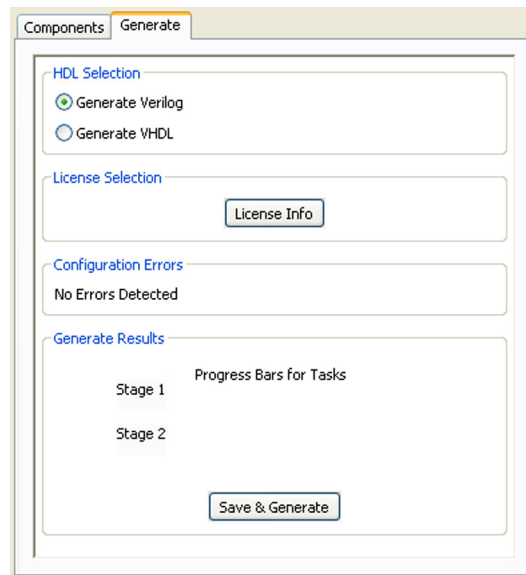 Components Generate
HDL Selection
Generate Verilog
Generate VHDL
License Selection
License Info
Configuration Errors
No Errors Detected
Generate Results
Progress Bars for Tasks
Stage 1
Stage 2
Save & Generate